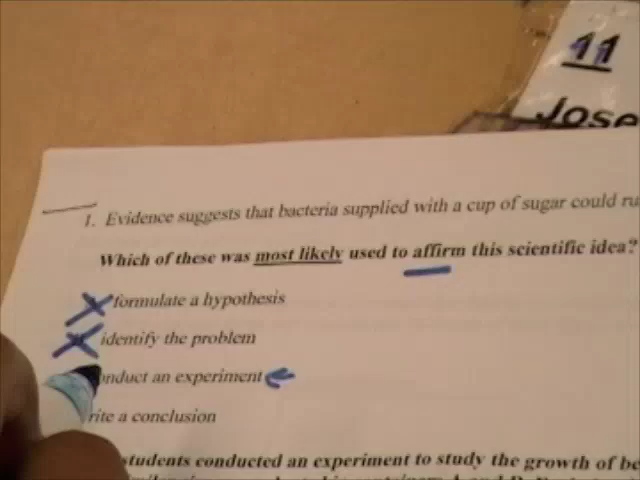 11
Jose
1. Evidence suggests that bacteria supplied with a cup of sugar could ru
Which of these was most likely used to affirm this scientific idea?
formulate a hypothesis
identify the problem
onduct an experiment
rite a conclusion
students conducted an experiment to study the growth of be